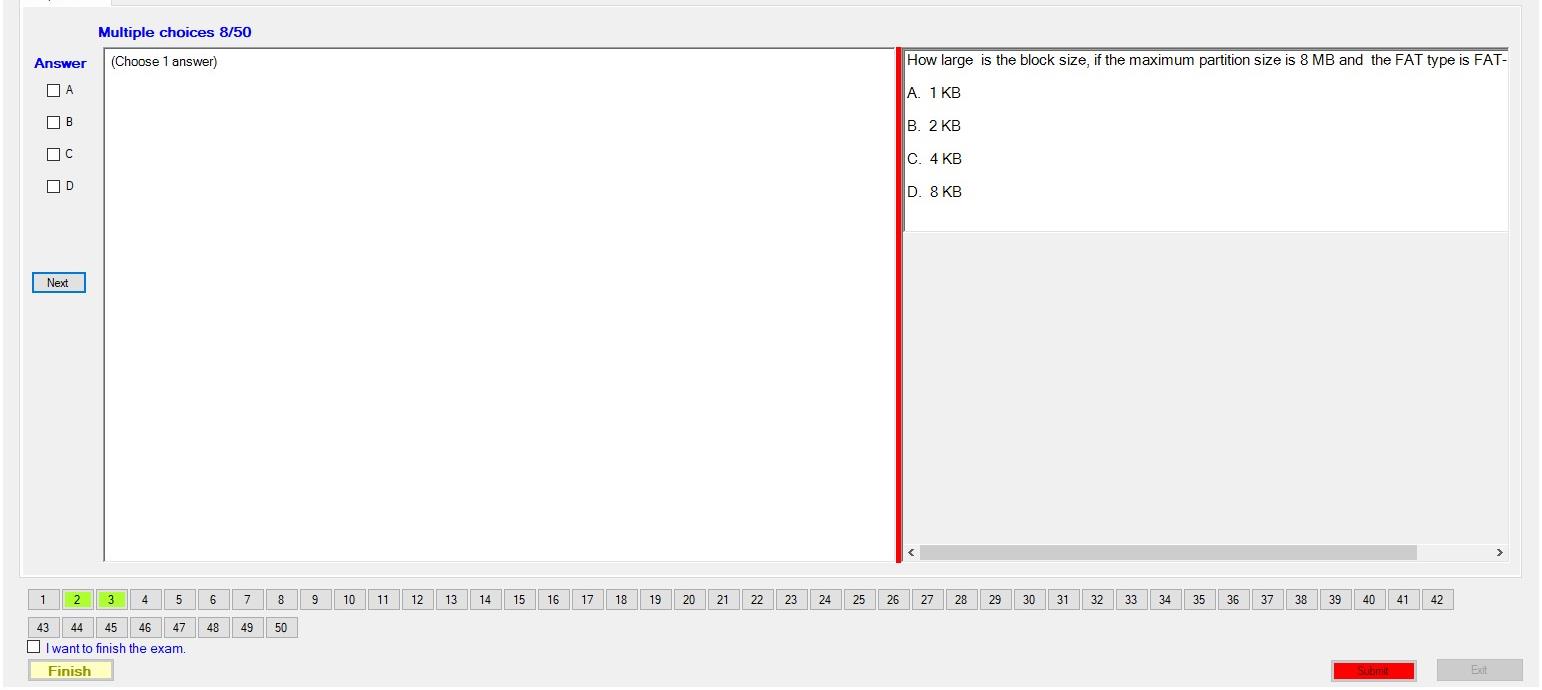 Multiple choices 8/50
Answer
(Choose 1 answer)
A
B
C
D
Next
How large is the block size, if the maximum partition size is 8 MB and the FAT type is FAT-
A. 1 KB
B. 2 KB
C. 4 KB
D. 8 KB
1 2 3 4 5 6 7 8 9 10 11 12 13 14 15 16 17 18 19 20 21 22 23 24 25 26 27 28 29 30 31 32 33 34 35 36 37 38 39 40 41 42
43 44 45 46 47 48 49 50
I want to finish the exam.
Finish
Submit
Exit